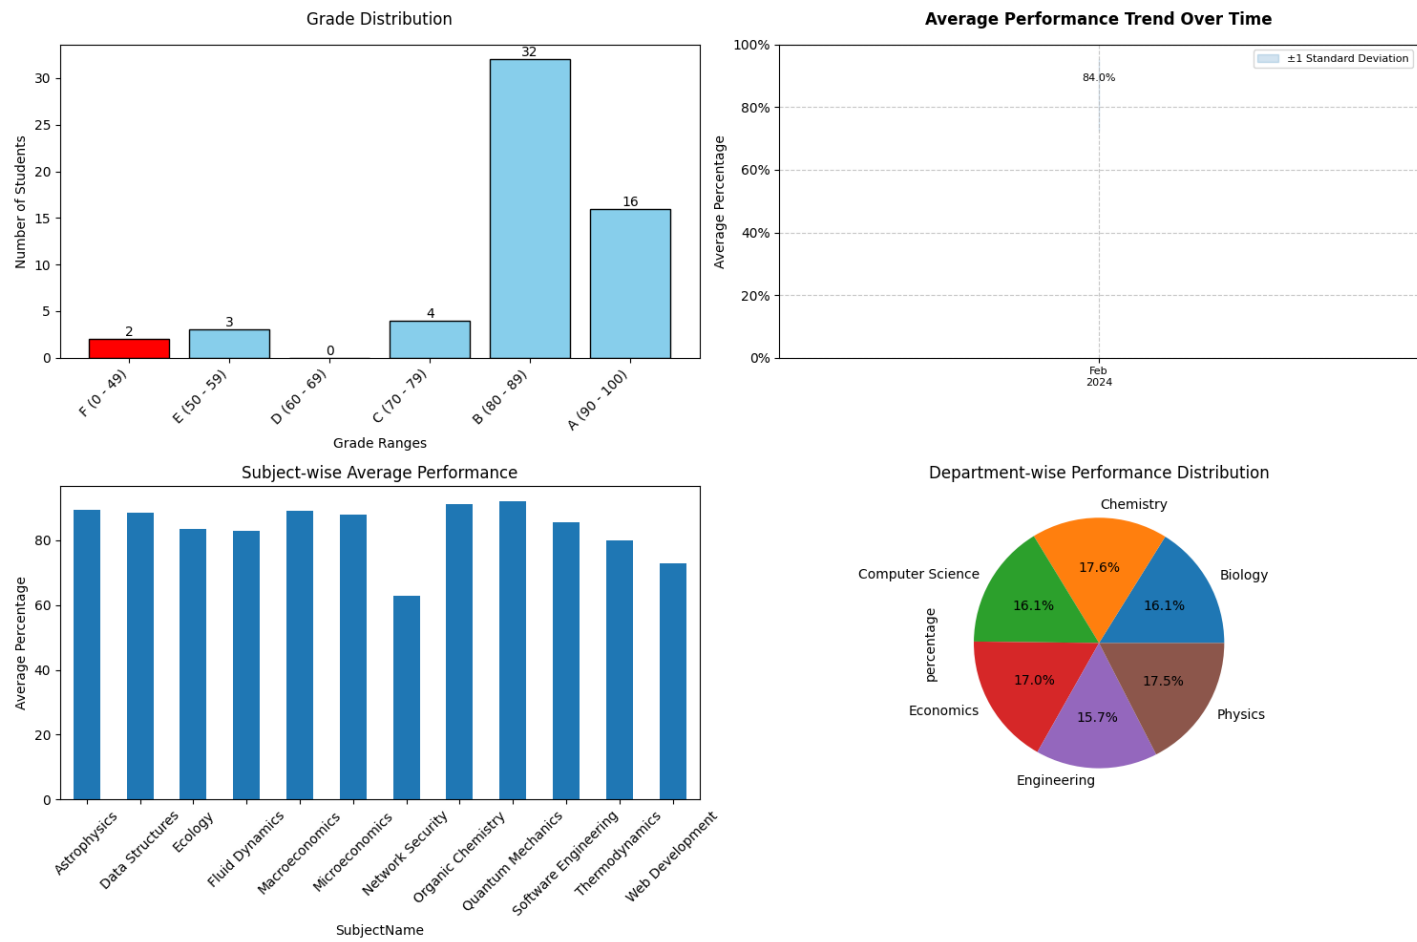 Grade Distribution
Number of Students
30
25
20
15
10
5
0
2
3
0
4
32
16
F (0 - 49)
E (50 - 59)
D (60 - 69)
C (70 - 79)
B (80 - 89)
A (90 - 100)
Grade Ranges
Average Performance Trend Over Time
Average Percentage
100%
80%
60%
40%
20%
0%
±1 Standard Deviation
84.0%
Feb
2024
Subject-wise Average Performance
Average Percentage
80
60
40
20
0
Astrophysics
Data Structures
Ecology
Fluid Dynamics
Macroeconomics
Microeconomics
Network Security
Organic Chemistry
Quantum Mechanics
Software Engineering
Thermodynamics
Web Development
SubjectName
Department-wise Performance Distribution
Chemistry
17.6%
Computer Science
16.1%
Biology
16.1%
percentage
Economics
17.0%
Physics
17.5%
Engineering
15.7%